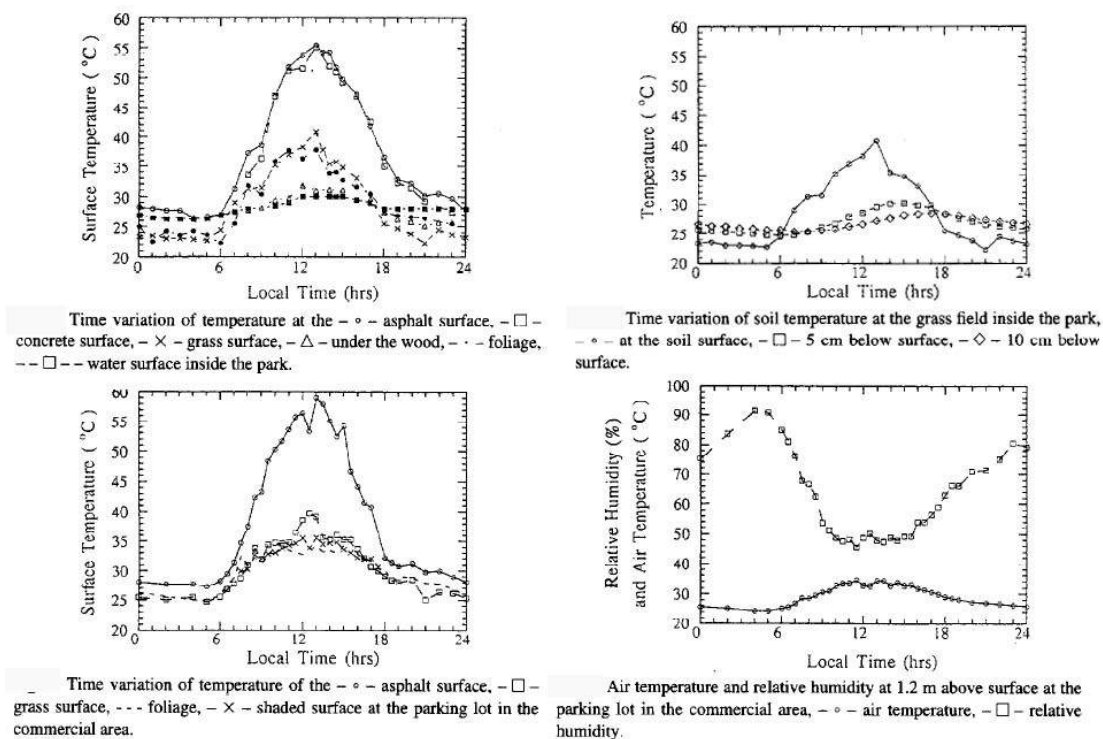 60
55
50
45
40
35
30
25
20
Surface Temperature ( °C )
0 6 12 18 24
Local Time (hrs)
Time variation of temperature at the – ∘ – asphalt surface, – □ –
concrete surface, – × – grass surface, – △ – under the wood, – · – foliage,
– – □ – – water surface inside the park.
60
55
50
45
40
35
30
25
20
Temperature ( °C )
0 6 12 18 24
Local Time (hrs)
Time variation of soil temperature at the grass field inside the park,
– ∘ – at the soil surface, – □ – 5 cm below surface, – ◇ – 10 cm below
surface.
60
55
50
45
40
35
30
25
20
Surface Temperature ( °C )
0 6 12 18 24
Local Time (hrs)
Time variation of temperature of the – ∘ – asphalt surface, – □ –
grass surface, - - - foliage, – × – shaded surface at the parking lot in the
commercial area.
100
90
80
70
60
50
40
30
20
Relative Humidity (%)
and Air Temperature ( °C )
0 6 12 18 24
Local Time (hrs)
Air temperature and relative humidity at 1.2 m above surface at the
parking lot in the commercial area, – ∘ – air temperature, – □ – relative
humidity.